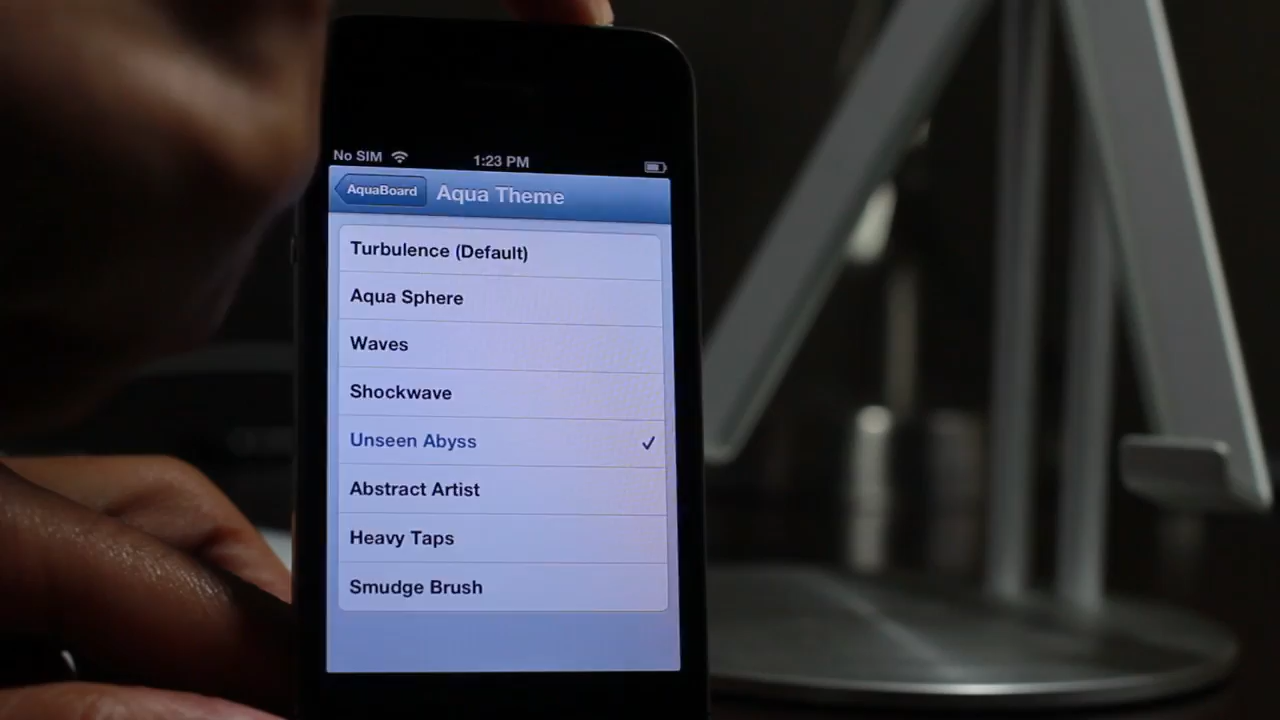 No SIM 1:23 PM
AquaBoard Aqua Theme
Turbulence (Default)
Aqua Sphere
Waves
Shockwave
Unseen Abyss
Abstract Artist
Heavy Taps
Smudge Brush